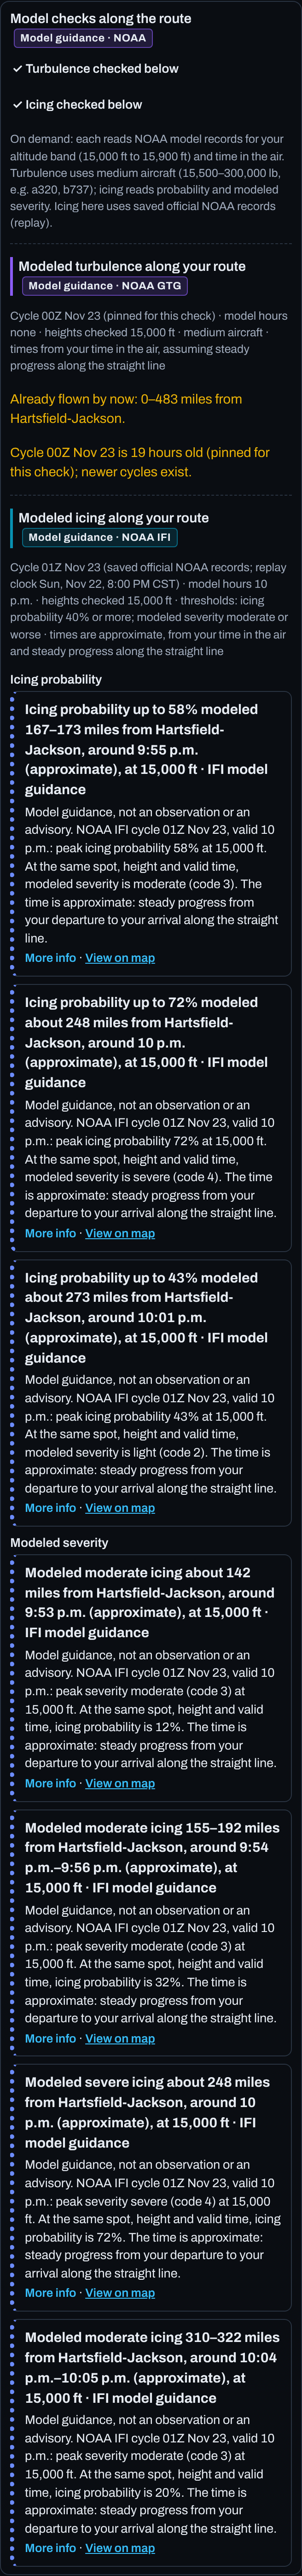 Model checks along the route
Model guidance · NOAA
✓ Turbulence checked below
✓ Icing checked below
On demand: each reads NOAA model records for your
altitude band (15,000 ft to 15,900 ft) and time in the air.
Turbulence uses medium aircraft (15,500–300,000 lb,
e.g. a320, b737); icing reads probability and modeled
severity. Icing here uses saved official NOAA records
(replay).
Modeled turbulence along your route
Model guidance · NOAA GTG
Cycle 00Z Nov 23 (pinned for this check) · model hours
none · heights checked 15,000 ft · medium aircraft ·
times from your time in the air, assuming steady
progress along the straight line
Already flown by now: 0–483 miles from
Hartsfield-Jackson.
Cycle 00Z Nov 23 is 19 hours old (pinned for
this check); newer cycles exist.
Modeled icing along your route
Model guidance · NOAA IFI
Cycle 01Z Nov 23 (saved official NOAA records; replay
clock Sun, Nov 22, 8:00 PM CST) · model hours 10
p.m. · heights checked 15,000 ft · thresholds: icing
probability 40% or more; modeled severity moderate or
worse · times are approximate, from your time in the air
and steady progress along the straight line
Icing probability
Icing probability up to 58% modeled
167–173 miles from Hartsfield-
Jackson, around 9:55 p.m.
(approximate), at 15,000 ft · IFI model
guidance
Model guidance, not an observation or an
advisory. NOAA IFI cycle 01Z Nov 23, valid 10
p.m.: peak icing probability 58% at 15,000 ft.
At the same spot, height and valid time,
modeled severity is moderate (code 3). The
time is approximate: steady progress from
your departure to your arrival along the straight
line.
More info · View on map
Icing probability up to 72% modeled
about 248 miles from Hartsfield-
Jackson, around 10 p.m.
(approximate), at 15,000 ft · IFI model
guidance
Model guidance, not an observation or an
advisory. NOAA IFI cycle 01Z Nov 23, valid 10
p.m.: peak icing probability 72% at 15,000 ft.
At the same spot, height and valid time,
modeled severity is severe (code 4). The time
is approximate: steady progress from your
departure to your arrival along the straight line.
More info · View on map
Icing probability up to 43% modeled
about 273 miles from Hartsfield-
Jackson, around 10:01 p.m.
(approximate), at 15,000 ft · IFI model
guidance
Model guidance, not an observation or an
advisory. NOAA IFI cycle 01Z Nov 23, valid 10
p.m.: peak icing probability 43% at 15,000 ft.
At the same spot, height and valid time,
modeled severity is light (code 2). The time is
approximate: steady progress from your
departure to your arrival along the straight line.
More info · View on map
Modeled severity
Modeled moderate icing about 142
miles from Hartsfield-Jackson, around
9:53 p.m. (approximate), at 15,000 ft ·
IFI model guidance
Model guidance, not an observation or an
advisory. NOAA IFI cycle 01Z Nov 23, valid 10
p.m.: peak severity moderate (code 3) at
15,000 ft. At the same spot, height and valid
time, icing probability is 12%. The time is
approximate: steady progress from your
departure to your arrival along the straight line.
More info · View on map
Modeled moderate icing 155–192 miles
from Hartsfield-Jackson, around 9:54
p.m.–9:56 p.m. (approximate), at
15,000 ft · IFI model guidance
Model guidance, not an observation or an
advisory. NOAA IFI cycle 01Z Nov 23, valid 10
p.m.: peak severity moderate (code 3) at
15,000 ft. At the same spot, height and valid
time, icing probability is 32%. The time is
approximate: steady progress from your
departure to your arrival along the straight line.
More info · View on map
Modeled severe icing about 248 miles
from Hartsfield-Jackson, around 10
p.m. (approximate), at 15,000 ft · IFI
model guidance
Model guidance, not an observation or an
advisory. NOAA IFI cycle 01Z Nov 23, valid 10
p.m.: peak severity severe (code 4) at 15,000
ft. At the same spot, height and valid time, icing
probability is 72%. The time is approximate:
steady progress from your departure to your
arrival along the straight line.
More info · View on map
Modeled moderate icing 310–322 miles
from Hartsfield-Jackson, around 10:04
p.m.–10:05 p.m. (approximate), at
15,000 ft · IFI model guidance
Model guidance, not an observation or an
advisory. NOAA IFI cycle 01Z Nov 23, valid 10
p.m.: peak severity moderate (code 3) at
15,000 ft. At the same spot, height and valid
time, icing probability is 20%. The time is
approximate: steady progress from your
departure to your arrival along the straight line.
More info · View on map